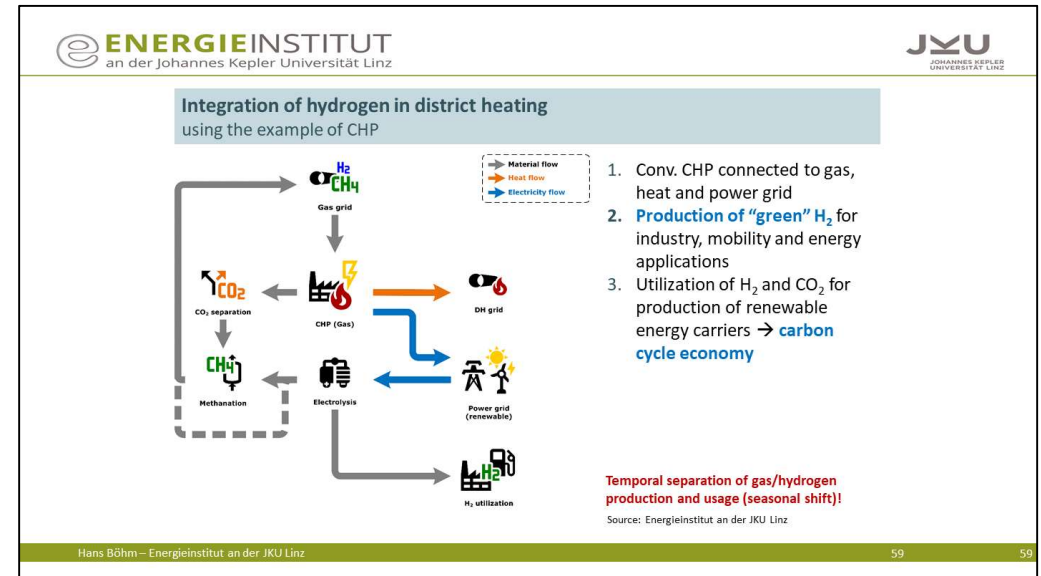 ENERGIEINSTITUT
an der Johannes Kepler Universität Linz
JKU
JOHANNES KEPLER
UNIVERSITÄT LINZ
Integration of hydrogen in district heating
using the example of CHP
H2
CH4
Gas grid
Material flow
Heat flow
Electricity flow
CO2
CO₂ separation
CHP (Gas)
DH grid
CH4
Methanation
Electrolysis
Power grid
(renewable)
H2
H₂ utilization
1. Conv. CHP connected to gas,
heat and power grid
2. Production of “green” H₂ for
industry, mobility and energy
applications
3. Utilization of H₂ and CO₂ for
production of renewable
energy carriers → carbon
cycle economy
Temporal separation of gas/hydrogen
production and usage (seasonal shift)!
Source: Energieinstitut an der JKU Linz
Hans Böhm – Energieinstitut an der JKU Linz
59
59